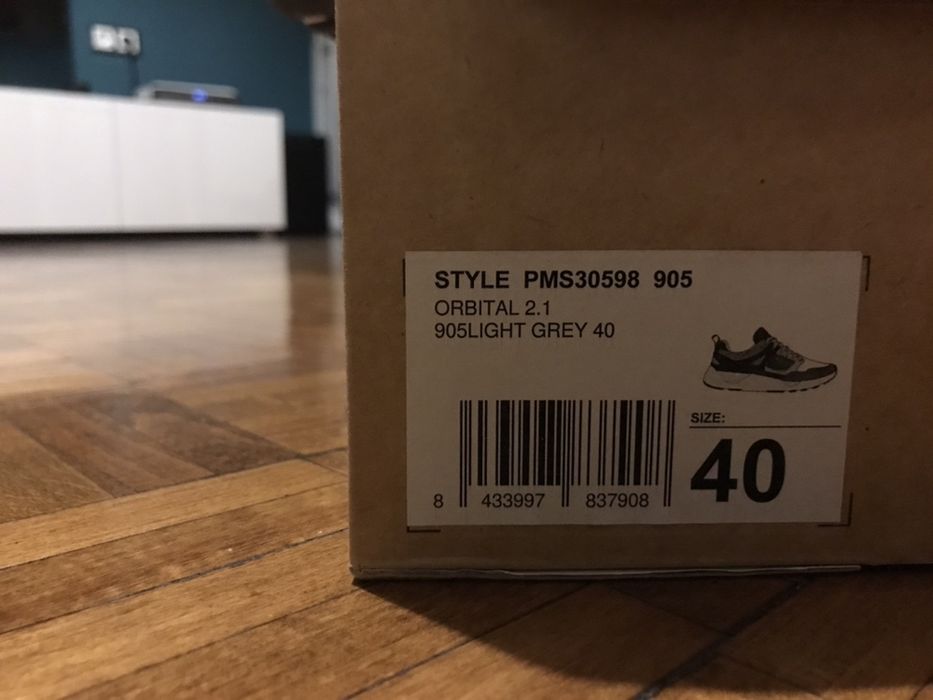 STYLE PMS30598 905
ORBITAL 2.1
905LIGHT GREY 40
SIZE:
40
8 433997 837908